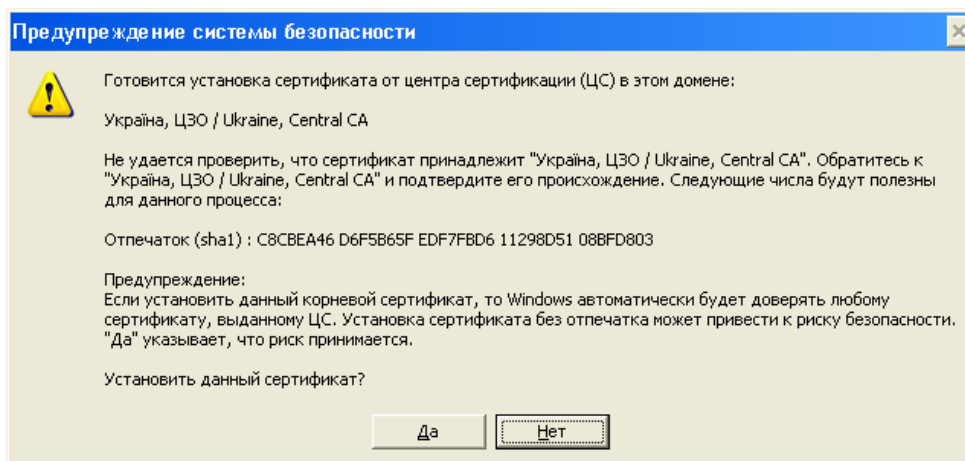 Предупреждение системы безопасности
Готовится установка сертификата от центра сертификации (ЦС) в этом домене:
Україна, ЦЗО / Ukraine, Central CA
Не удается проверить, что сертификат принадлежит "Україна, ЦЗО / Ukraine, Central CA". Обратитесь к
"Україна, ЦЗО / Ukraine, Central CA" и подтвердите его происхождение. Следующие числа будут полезны
для данного процесса:
Отпечаток (sha1) : C8CBEA46 D6F5B65F EDF7FBD6 11298D51 08BFD803
Предупреждение:
Если установить данный корневой сертификат, то Windows автоматически будет доверять любому
сертификату, выданному ЦС. Установка сертификата без отпечатка может привести к риску безопасности.
"Да" указывает, что риск принимается.
Установить данный сертификат?
Да
Нет